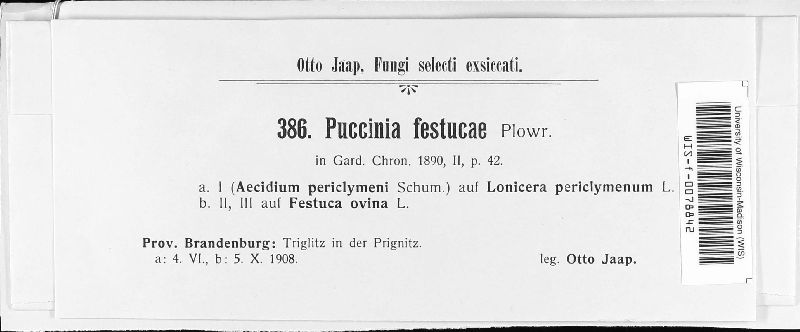 Otto Jaap, Fungi selecti exsiccati.
386. Puccinia festucae Plowr.
in Gard. Chron. 1890, II, p. 42.
a. I (Aecidium periclymeni Schum.) auf Lonicera periclymenum L.
b. II, III auf Festuca ovina L.
Prov. Brandenburg: Triglitz in der Prignitz.
a: 4. VI., b: 5. X. 1908.
leg. Otto Jaap.
University of Wisconsin-Madison (WIS)
WIS-f-0078842